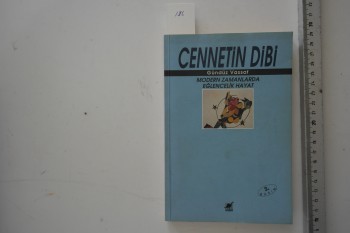 CENNETİN DİBİ
Gündüz Vassaf
MODERN ZAMANLARDA
EĞLENCELİK HAYAT